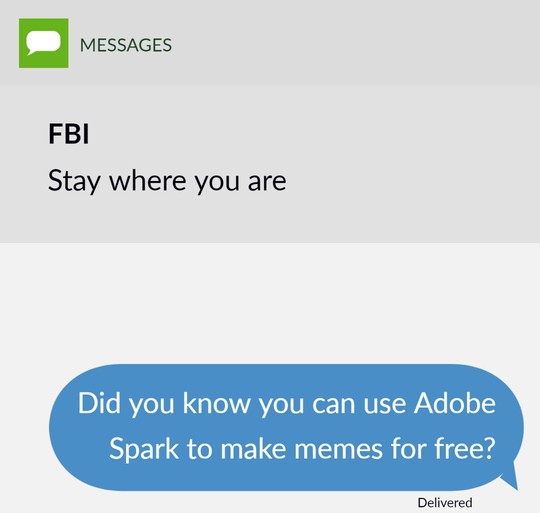 MESSAGES
FBI
Stay where you are
Did you know you can use Adobe
Spark to make memes for free?
Delivered